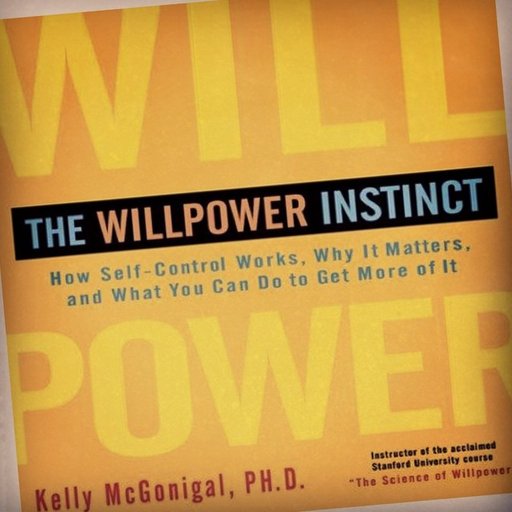 WILL
THE WILLPOWER INSTINCT
How Self-Control Works, Why It Matters,
and What You Can Do to Get More of It
POWER
Instructor of the acclaimed
Stanford University course
"The Science of Willpower
Kelly McGonigal, PH.D.